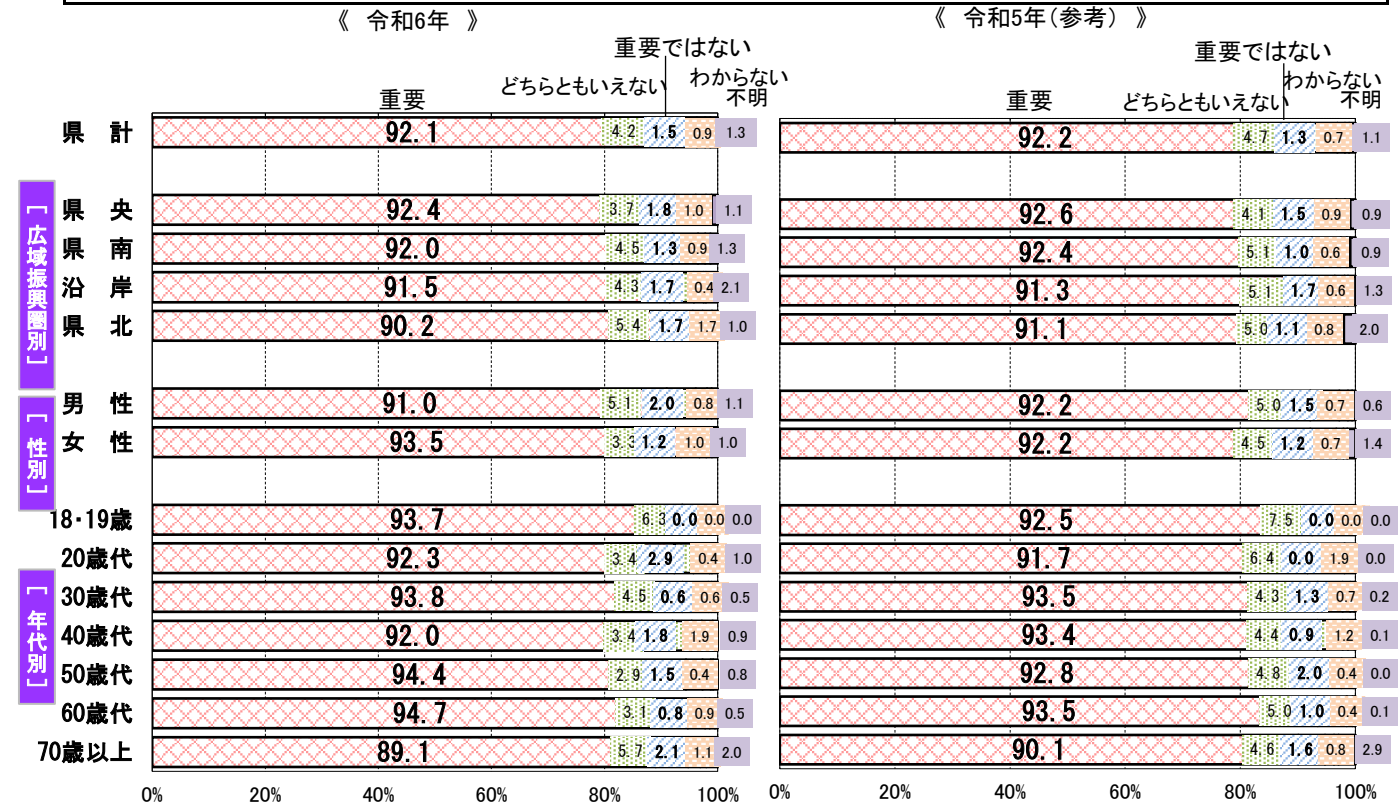 《 令和6年 》
《 令和5年(参考) 》
重要 どちらともいえない 重要ではない わからない 不明
重要 どちらともいえない 重要ではない わからない 不明
県 計 92.1 4.2 1.5 0.9 1.3 92.2 4.7 1.3 0.7 1.1
[広域振興圏別]
県 央 92.4 3.7 1.8 1.0 1.1 92.6 4.1 1.5 0.9 0.9
県 南 92.0 4.5 1.3 0.9 1.3 92.4 5.1 1.0 0.6 0.9
沿 岸 91.5 4.3 1.7 0.4 2.1 91.3 5.1 1.7 0.6 1.3
県 北 90.2 5.4 1.7 1.7 1.0 91.1 5.0 1.1 0.8 2.0
[性別]
男 性 91.0 5.1 2.0 0.8 1.1 92.2 5.0 1.5 0.7 0.6
女 性 93.5 3.3 1.2 1.0 1.0 92.2 4.5 1.2 0.7 1.4
[年代別]
18・19歳 93.7 6.3 0.0 0.0 0.0 92.5 7.5 0.0 0.0 0.0
20歳代 92.3 3.4 2.9 0.4 1.0 91.7 6.4 0.0 1.9 0.0
30歳代 93.8 4.5 0.6 0.6 0.5 93.5 4.3 1.3 0.7 0.2
40歳代 92.0 3.4 1.8 1.9 0.9 93.4 4.4 0.9 1.2 0.1
50歳代 94.4 2.9 1.5 0.4 0.8 92.8 4.8 2.0 0.4 0.0
60歳代 94.7 3.1 0.8 0.9 0.5 93.5 5.0 1.0 0.4 0.1
70歳以上 89.1 5.7 2.1 1.1 2.0 90.1 4.6 1.6 0.8 2.9
0% 20% 40% 60% 80% 100% 0% 20% 40% 60% 80% 100%